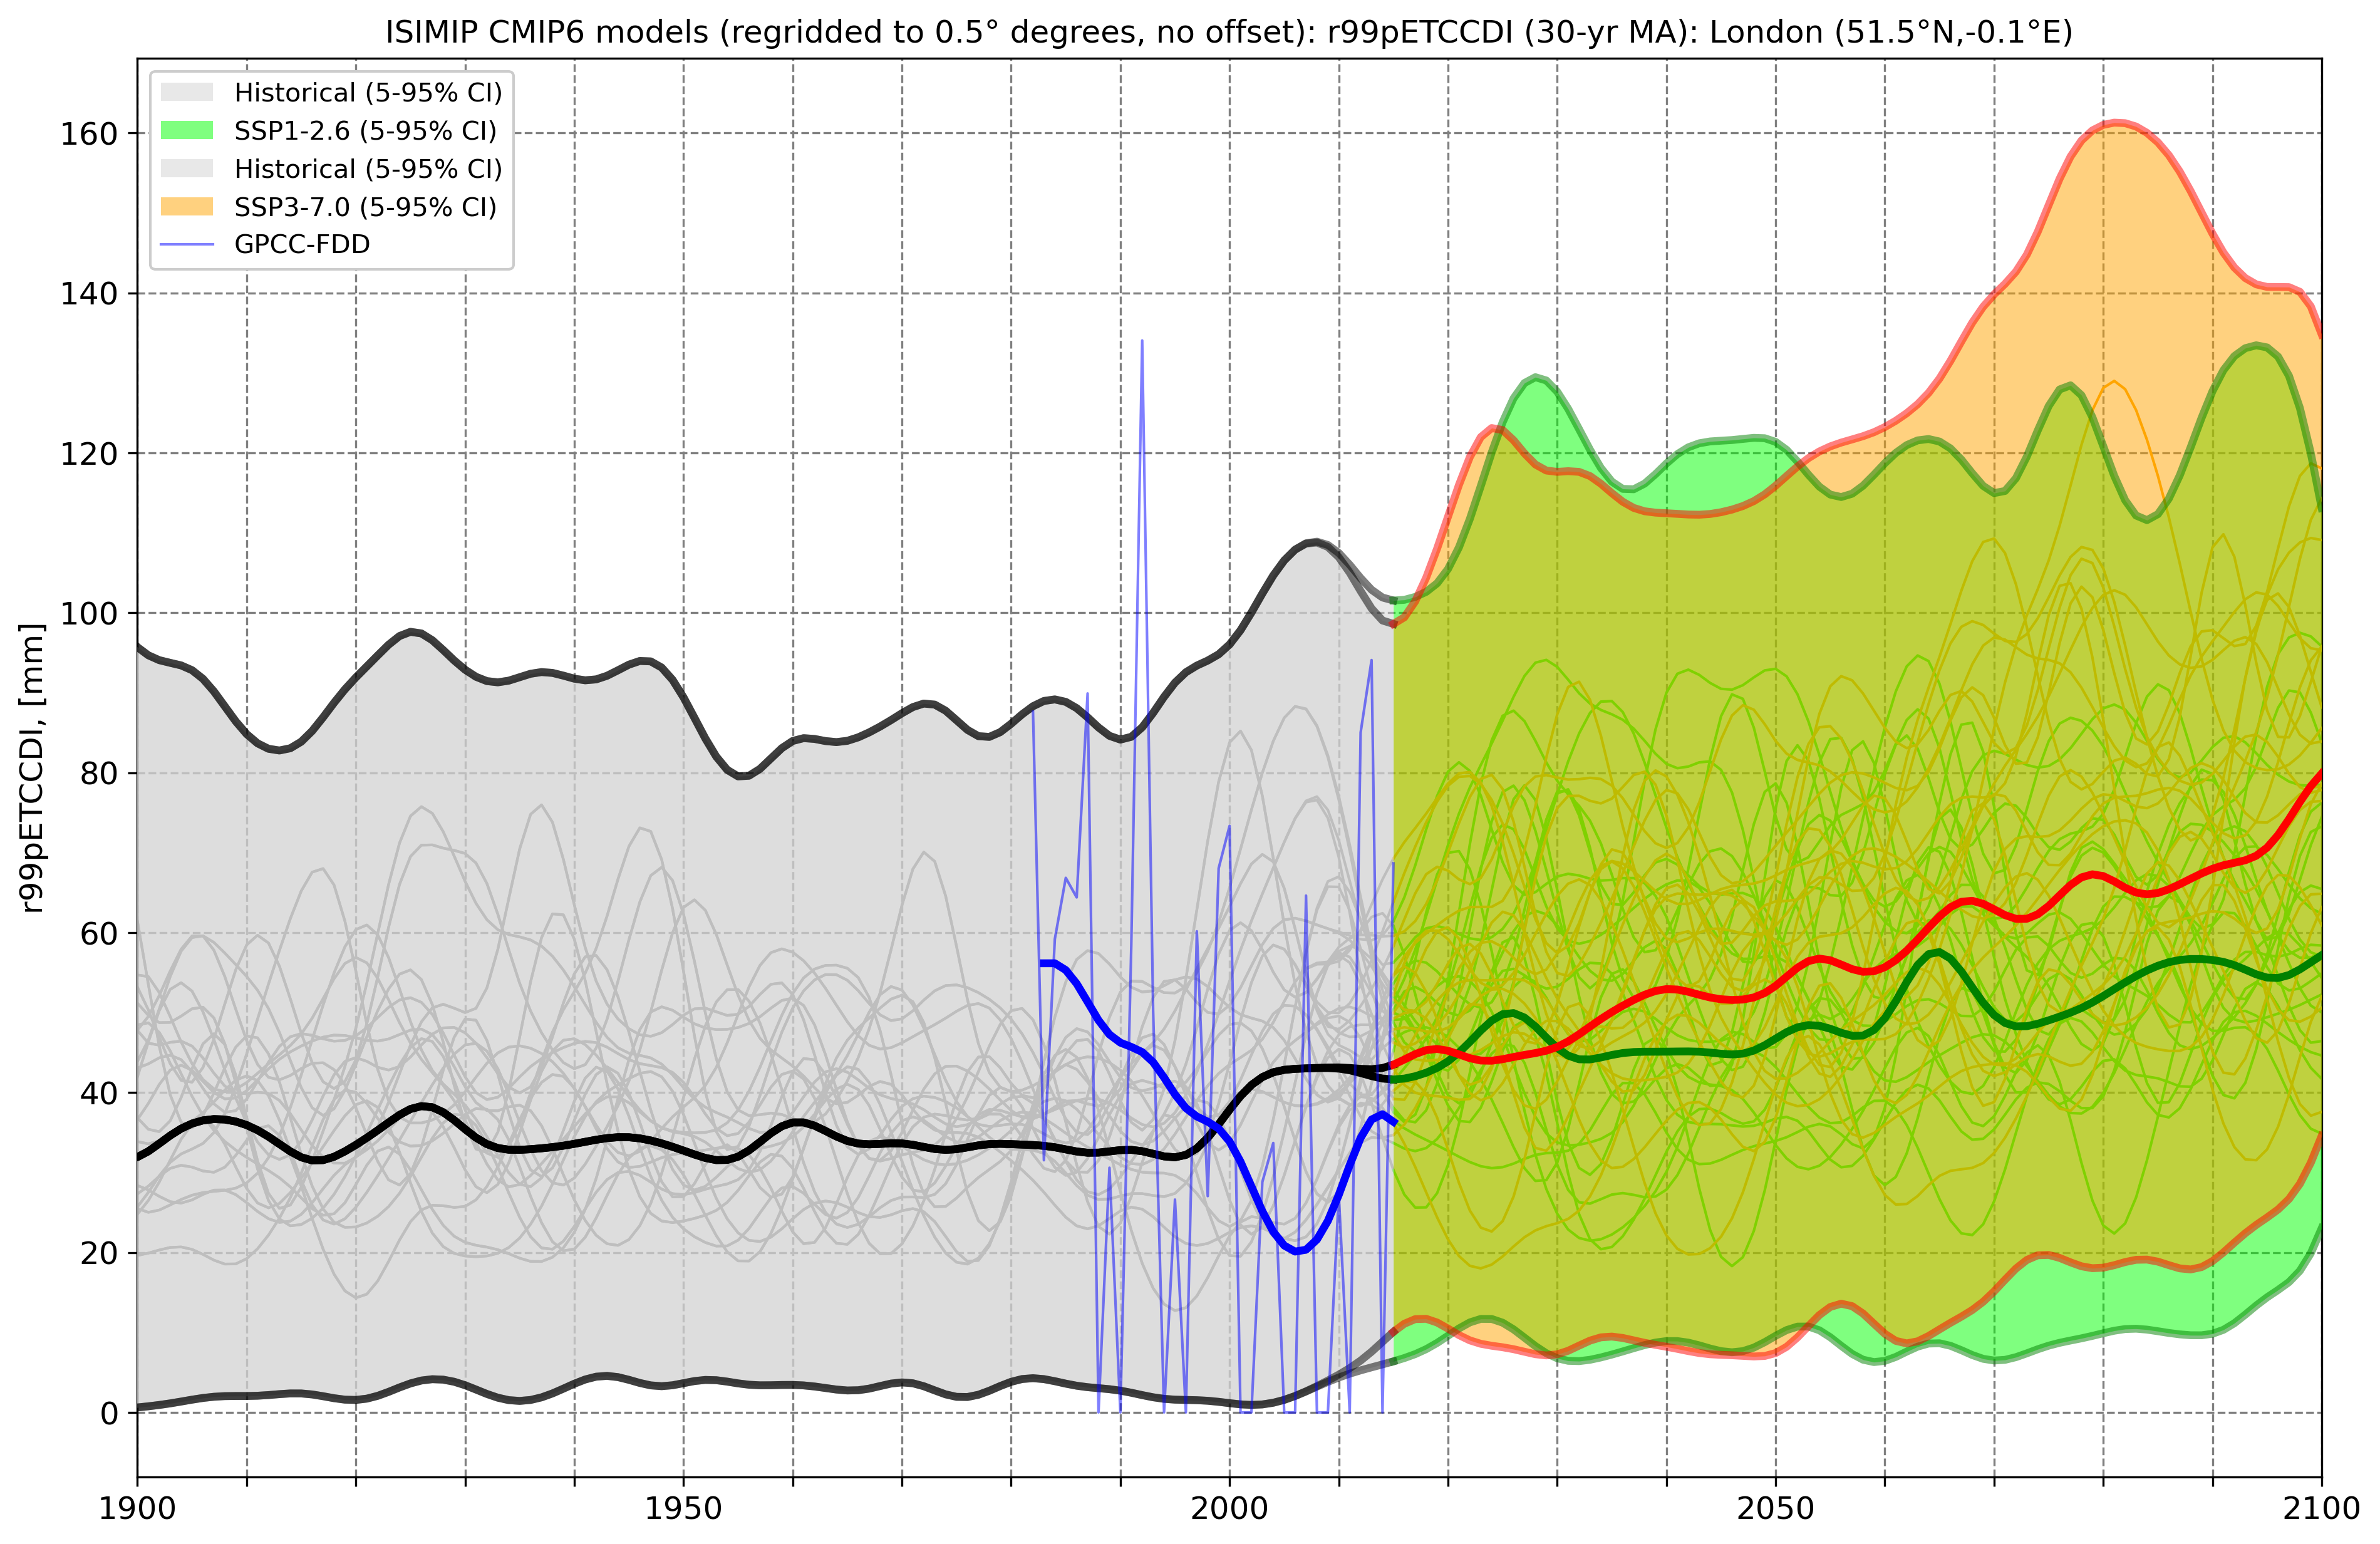 ISIMIP CMIP6 models (regridded to 0.5° degrees, no offset): r99pETCCDI (30-yr MA): London (51.5°N,-0.1°E)
Historical (5-95% CI)
SSP1-2.6 (5-95% CI)
Historical (5-95% CI)
SSP3-7.0 (5-95% CI)
GPCC-FDD
r99pETCCDI, [mm]
160
140
120
100
80
60
40
20
0
1900 1950 2000 2050 2100